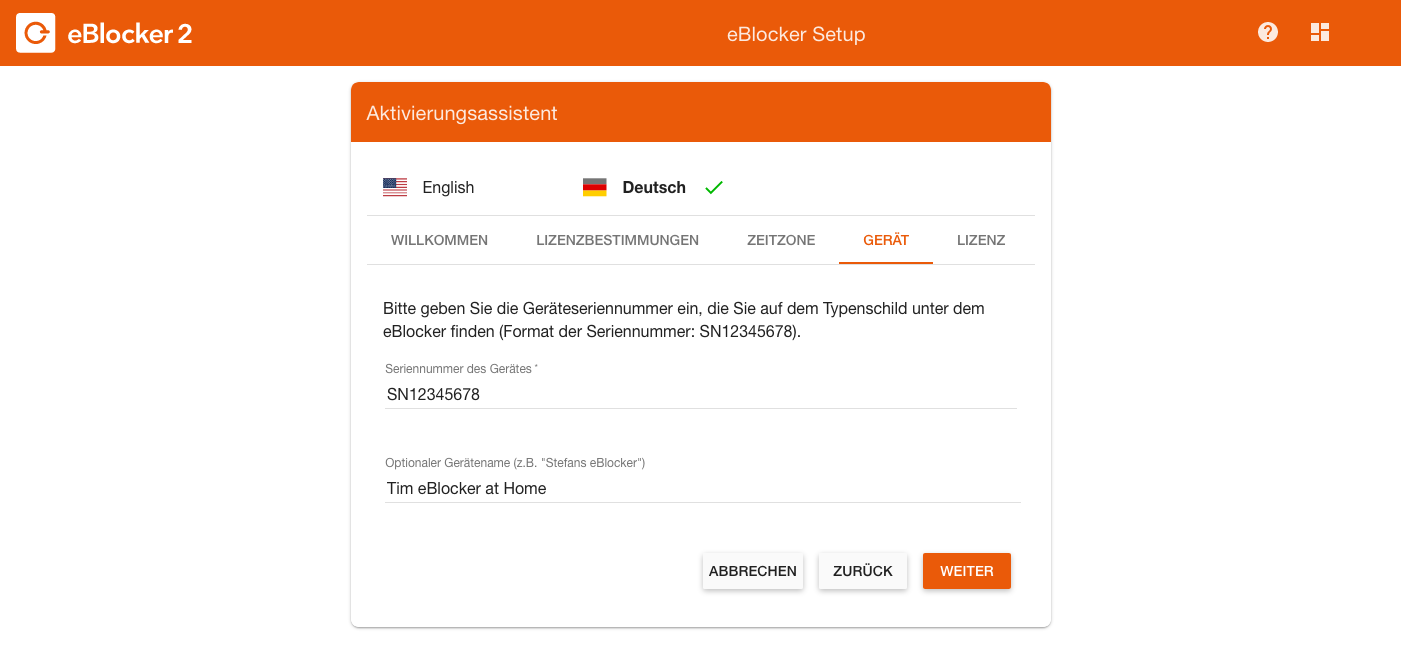 eBlocker 2
eBlocker Setup
Aktivierungsassistent
English
Deutsch
WILLKOMMEN
LIZENZBESTIMMUNGEN
ZEITZONE
GERÄT
LIZENZ
Bitte geben Sie die Geräteseriennummer ein, die Sie auf dem Typenschild unter dem
eBlocker finden (Format der Seriennummer: SN12345678).
Seriennummer des Gerätes *
SN12345678
Optionaler Gerätename (z.B. "Stefans eBlocker")
Tim eBlocker at Home
ABBRECHEN
ZURÜCK
WEITER